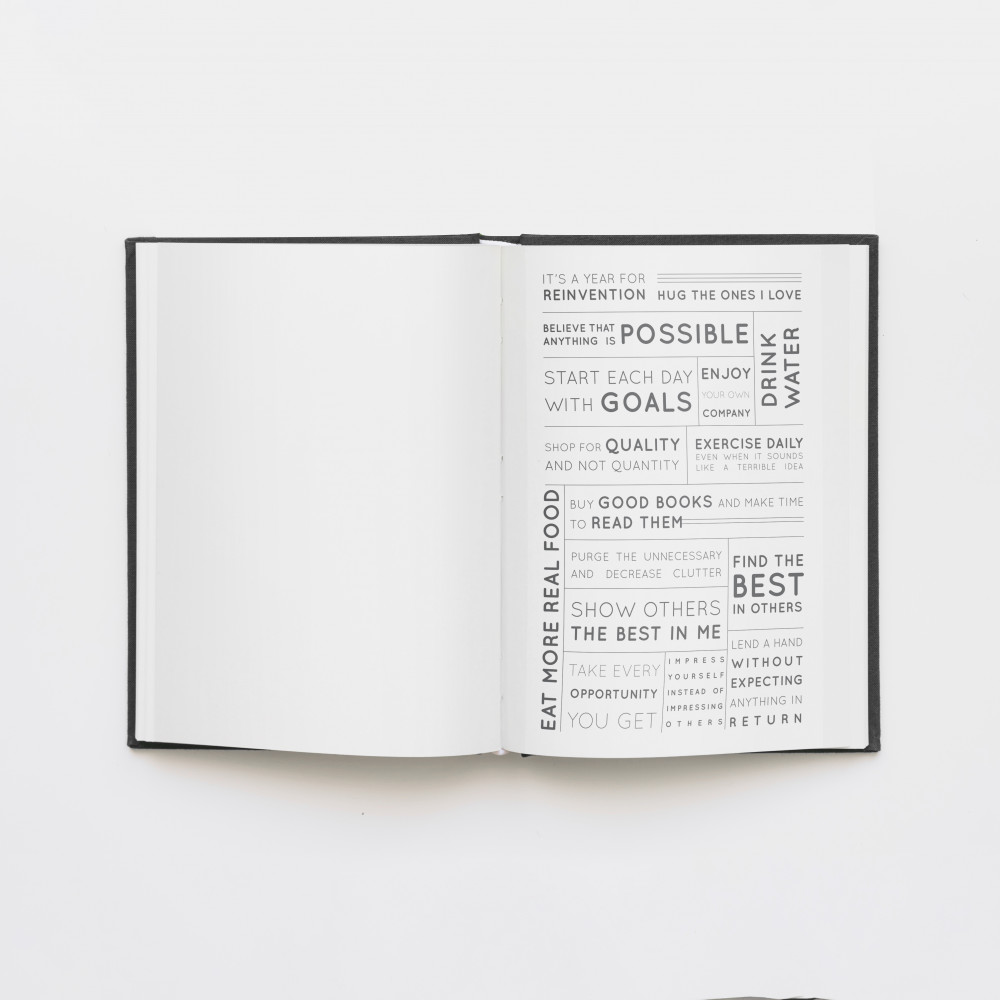 IT'S A YEAR FOR
REINVENTION
HUG THE ONES I LOVE
BELIEVE THAT
ANYTHING IS
POSSIBLE
DRINK
WATER
START EACH DAY
WITH GOALS
ENJOY
YOUR OWN
COMPANY
SHOP FOR QUALITY
AND NOT QUANTITY
EXERCISE DAILY
EVEN WHEN IT SOUNDS
LIKE A TERRIBLE IDEA
EAT MORE REAL FOOD
BUY GOOD BOOKS AND MAKE TIME
TO READ THEM
PURGE THE UNNECESSARY
AND DECREASE CLUTTER
FIND THE
BEST
IN OTHERS
SHOW OTHERS
THE BEST IN ME
TAKE EVERY
OPPORTUNITY
YOU GET
IMPRESS
YOURSELF
INSTEAD OF
IMPRESSING
OTHERS
LEND A HAND
WITHOUT
EXPECTING
ANYTHING IN
RETURN